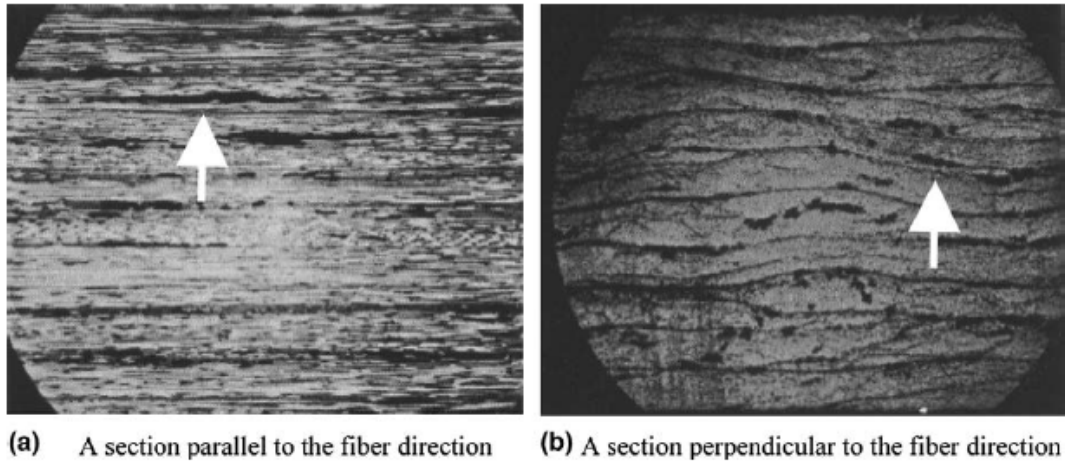 (a) A section parallel to the fiber direction
(b) A section perpendicular to the fiber direction